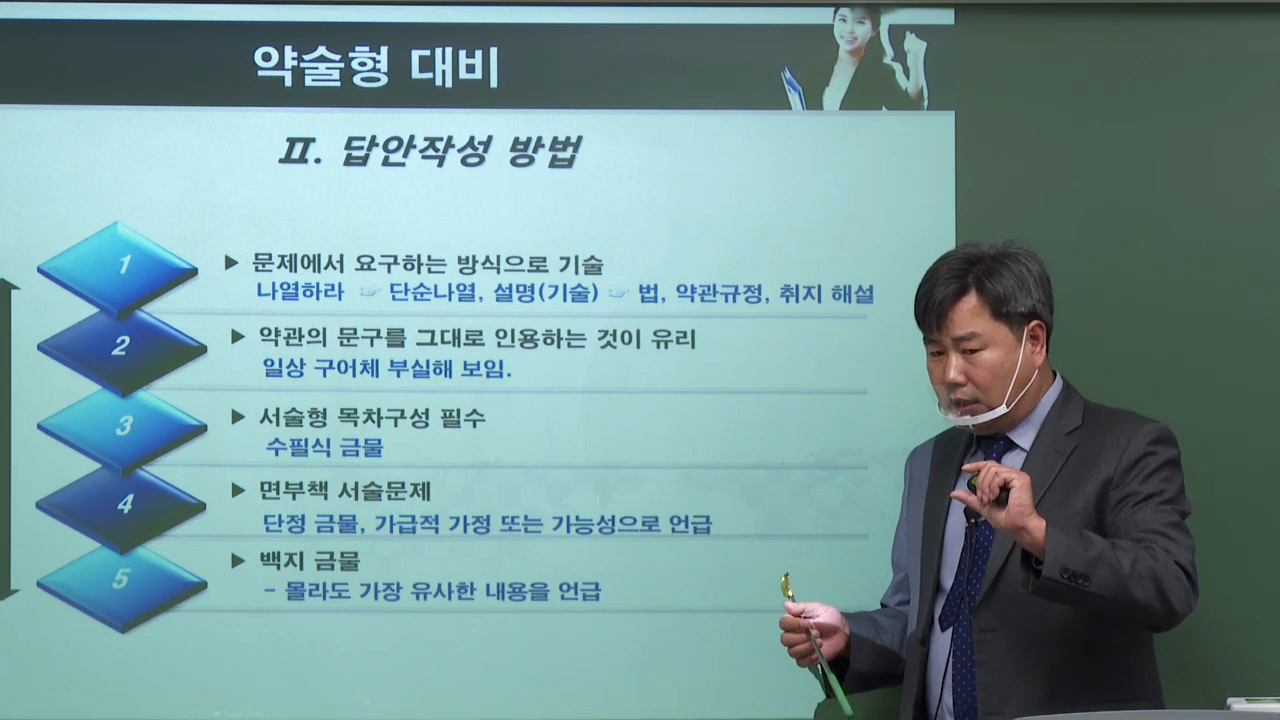 약술형 대비
Ⅱ. 답안작성 방법
1
▶ 문제에서 요구하는 방식으로 기술
나열하라 ☞ 단순나열, 설명(기술) ☞ 법, 약관규정, 취지 해설
2
▶ 약관의 문구를 그대로 인용하는 것이 유리
일상 구어체 부실해 보임.
3
▶ 서술형 목차구성 필수
수필식 금물
4
▶ 면부책 서술문제
단정 금물, 가급적 가정 또는 가능성으로 언급
5
▶ 백지 금물
- 몰라도 가장 유사한 내용을 언급